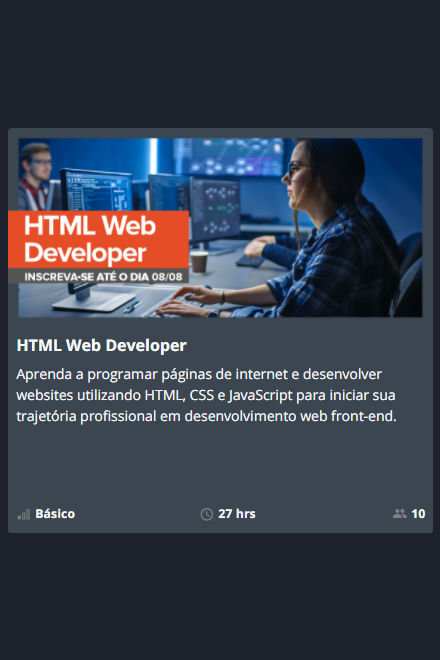 HTML Web
Developer
INSCREVA-SE ATÉ O DIA 08/08
HTML Web Developer
Aprenda a programar páginas de internet e desenvolver
websites utilizando HTML, CSS e JavaScript para iniciar sua
trajetória profissional em desenvolvimento web front-end.
Básico 27 hrs 10